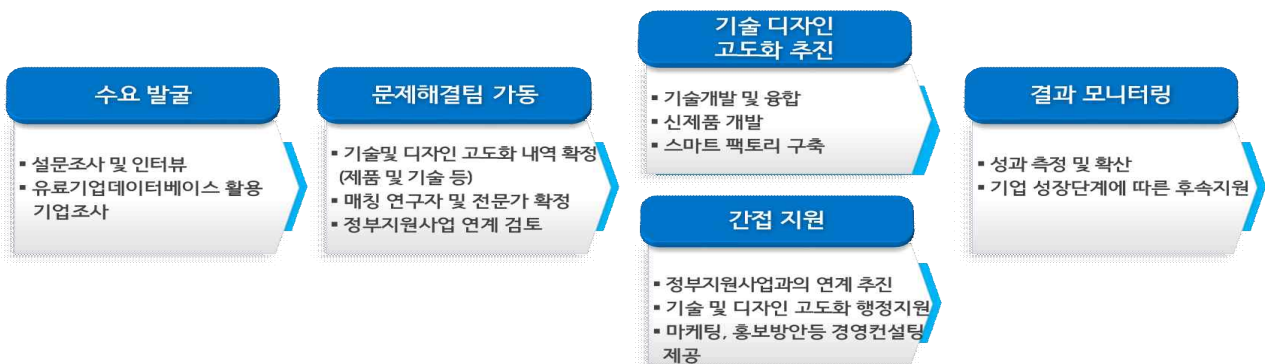 수요 발굴
▪ 설문조사 및 인터뷰
▪ 유료기업데이터베이스 활용
기업조사
문제해결팀 가동
▪ 기술및 디자인 고도화 내역 확정
(제품 및 기술 등)
▪ 매칭 연구자 및 전문가 확정
▪ 정부지원사업 연계 검토
기술 디자인
고도화 추진
▪ 기술개발 및 융합
▪ 신제품 개발
▪ 스마트 팩토리 구축
간접 지원
▪ 정부지원사업과의 연계 추진
▪ 기술 및 디자인 고도화 행정지원
▪ 마케팅, 홍보방안등 경영컨설팅
제공
결과 모니터링
▪ 성과 측정 및 확산
▪ 기업 성장단계에 따른 후속지원